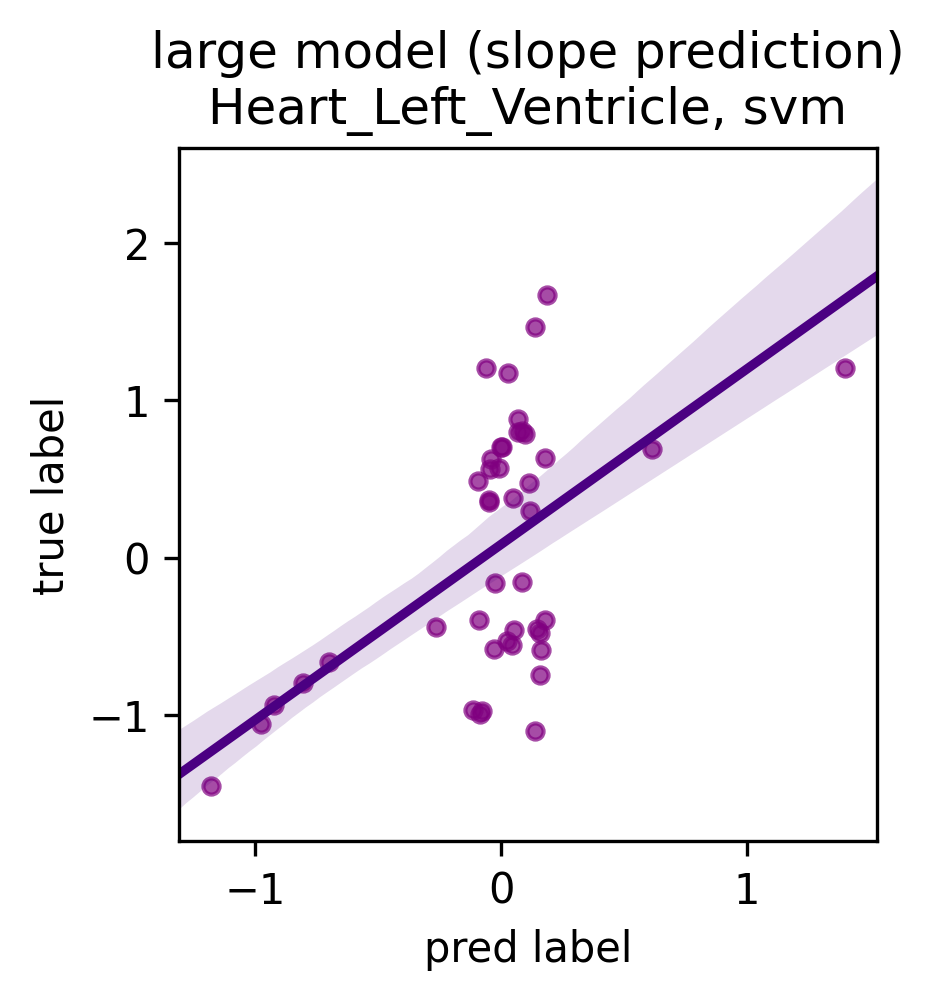 large model (slope prediction)
Heart_Left_Ventricle, svm
2
1
0
−1
true label
−1
0
1
pred label